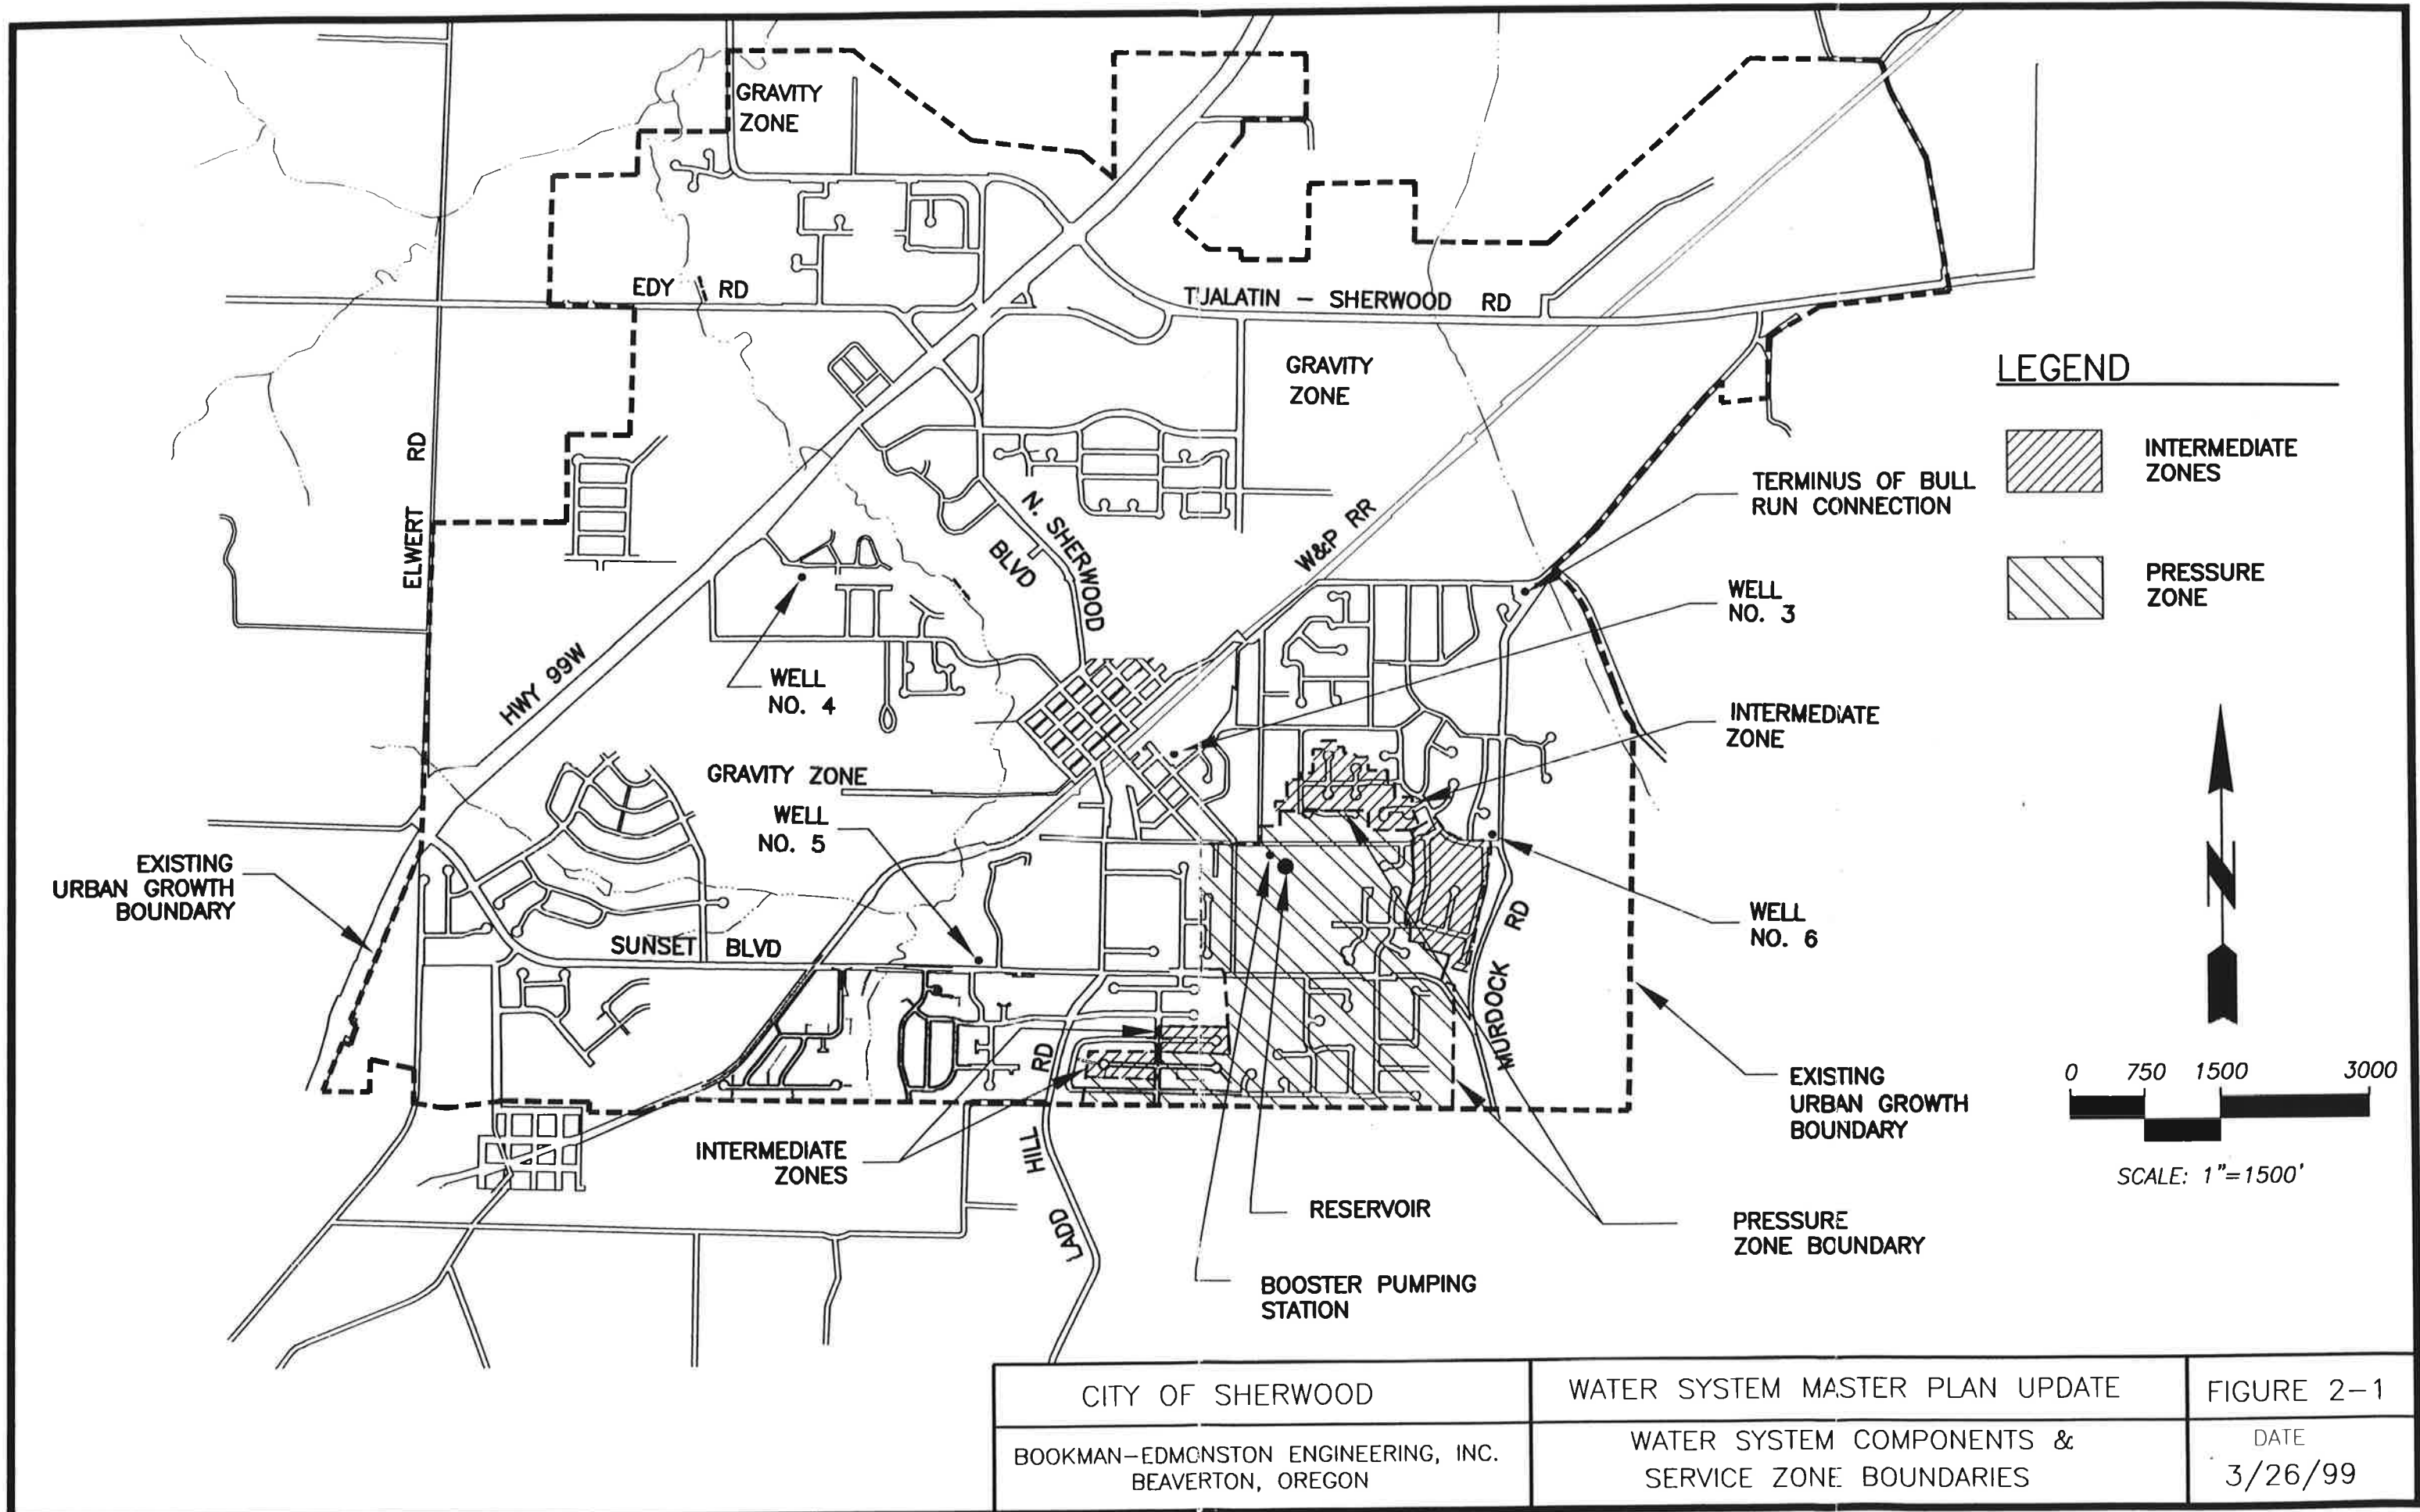 GRAVITY
ZONE
EDY RD
TUALATIN - SHERWOOD RD
GRAVITY
ZONE
LEGEND
INTERMEDIATE
ZONES
PRESSURE
ZONE
ELWERT RD
TERMINUS OF BULL
RUN CONNECTION
N. SHERWOOD
BLVD
W&P RR
WELL
NO. 3
HWY 99W
WELL
NO. 4
INTERMEDIATE
ZONE
GRAVITY ZONE
WELL
NO. 5
EXISTING
URBAN GROWTH
BOUNDARY
SUNSET BLVD
WELL
NO. 6
MURDOCK RD
EXISTING
URBAN GROWTH
BOUNDARY
0 750 1500 3000
SCALE: 1"=1500'
N
INTERMEDIATE
ZONES
LADD HILL RD
RESERVOIR
PRESSURE
ZONE BOUNDARY
BOOSTER PUMPING
STATION
CITY OF SHERWOOD
WATER SYSTEM MASTER PLAN UPDATE
FIGURE 2-1
BOOKMAN-EDMONSTON ENGINEERING, INC.
BEAVERTON, OREGON
WATER SYSTEM COMPONENTS &
SERVICE ZONE BOUNDARIES
DATE
3/26/99